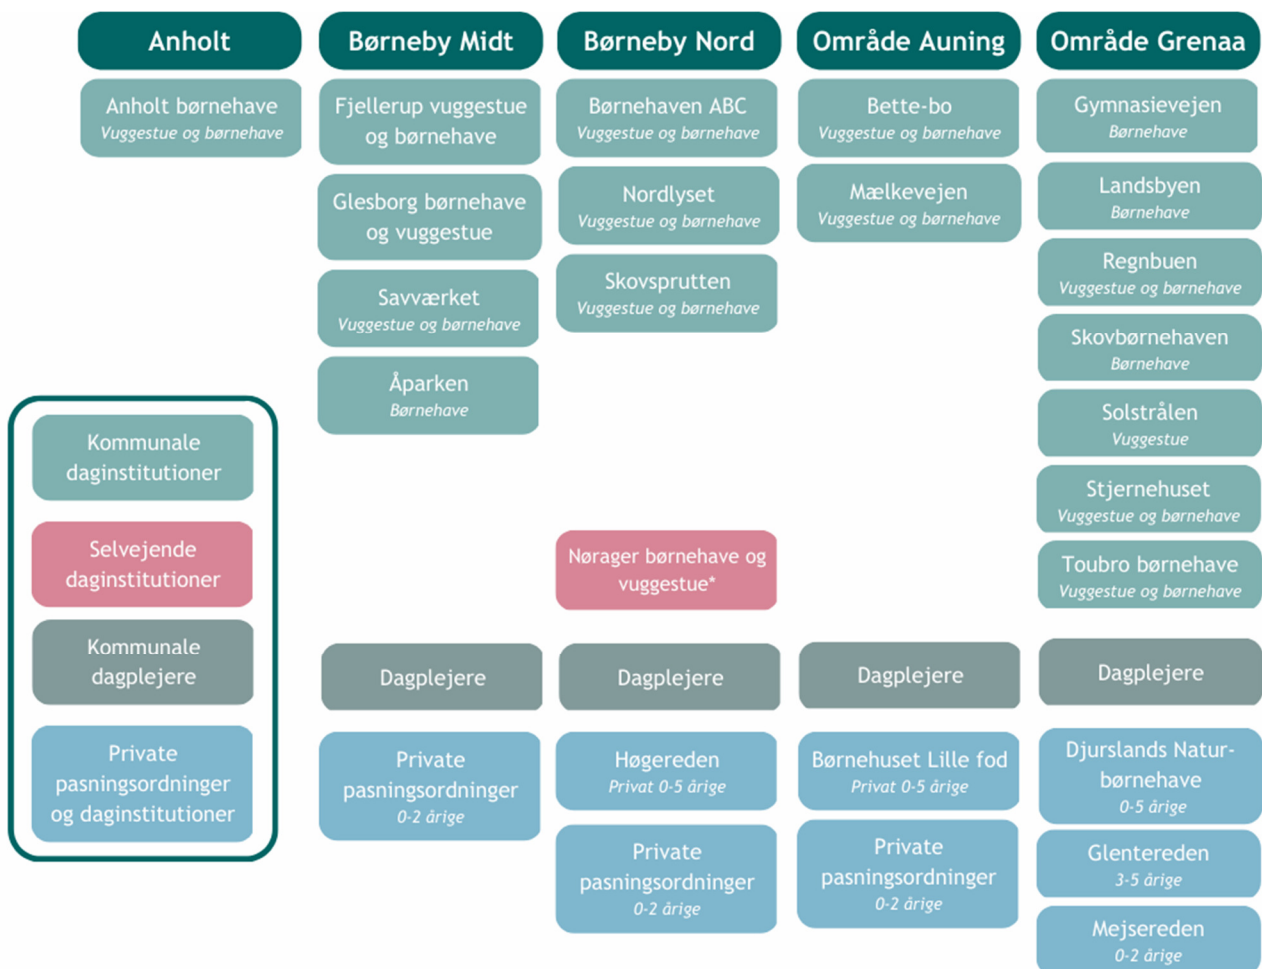 Anholt
Anholt børnehave
Vuggestue og børnehave
Børneby Midt
Fjellerup vuggestue
og børnehave
Glesborg børnehave
og vuggestue
Savværket
Vuggestue og børnehave
Åparken
Børnehave
Dagplejere
Private
pasningsordninger
0-2 årige
Børneby Nord
Børnehaven ABC
Vuggestue og børnehave
Nordlyset
Vuggestue og børnehave
Skovsprutten
Vuggestue og børnehave
Nørager børnehave og
vuggestue*
Dagplejere
Høgereden
Privat 0-5 årige
Private
pasningsordninger
0-2 årige
Område Auning
Bette-bo
Vuggestue og børnehave
Mælkevejen
Vuggestue og børnehave
Dagplejere
Børnehuset Lille fod
Privat 0-5 årige
Private
pasningsordninger
0-2 årige
Område Grenaa
Gymnasievejen
Børnehave
Landsbyen
Børnehave
Regnbuen
Vuggestue og børnehave
Skovbørnehaven
Børnehave
Solstrålen
Vuggestue
Stjernehuset
Vuggestue og børnehave
Toubro børnehave
Vuggestue og børnehave
Dagplejere
Djurslands Natur-
børnehave
0-5 årige
Glentereden
3-5 årige
Mejsereden
0-2 årige
Kommunale
daginstitutioner
Selvejende
daginstitutioner
Kommunale
dagplejere
Private
pasningsordninger
og daginstitutioner